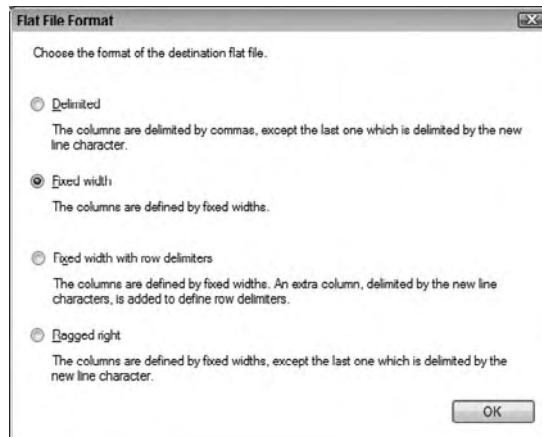 Flat File Format
Choose the format of the destination flat file.
Delimited
The columns are delimited by commas, except the last one which is delimited by the new
line character.
Fixed width
The columns are defined by fixed widths.
Fixed width with row delimiters
The columns are defined by fixed widths. An extra column, delimited by the new line
characters, is added to define row delimiters.
Ragged right
The columns are defined by fixed widths, except the last one which is delimited by the
new line character.
OK